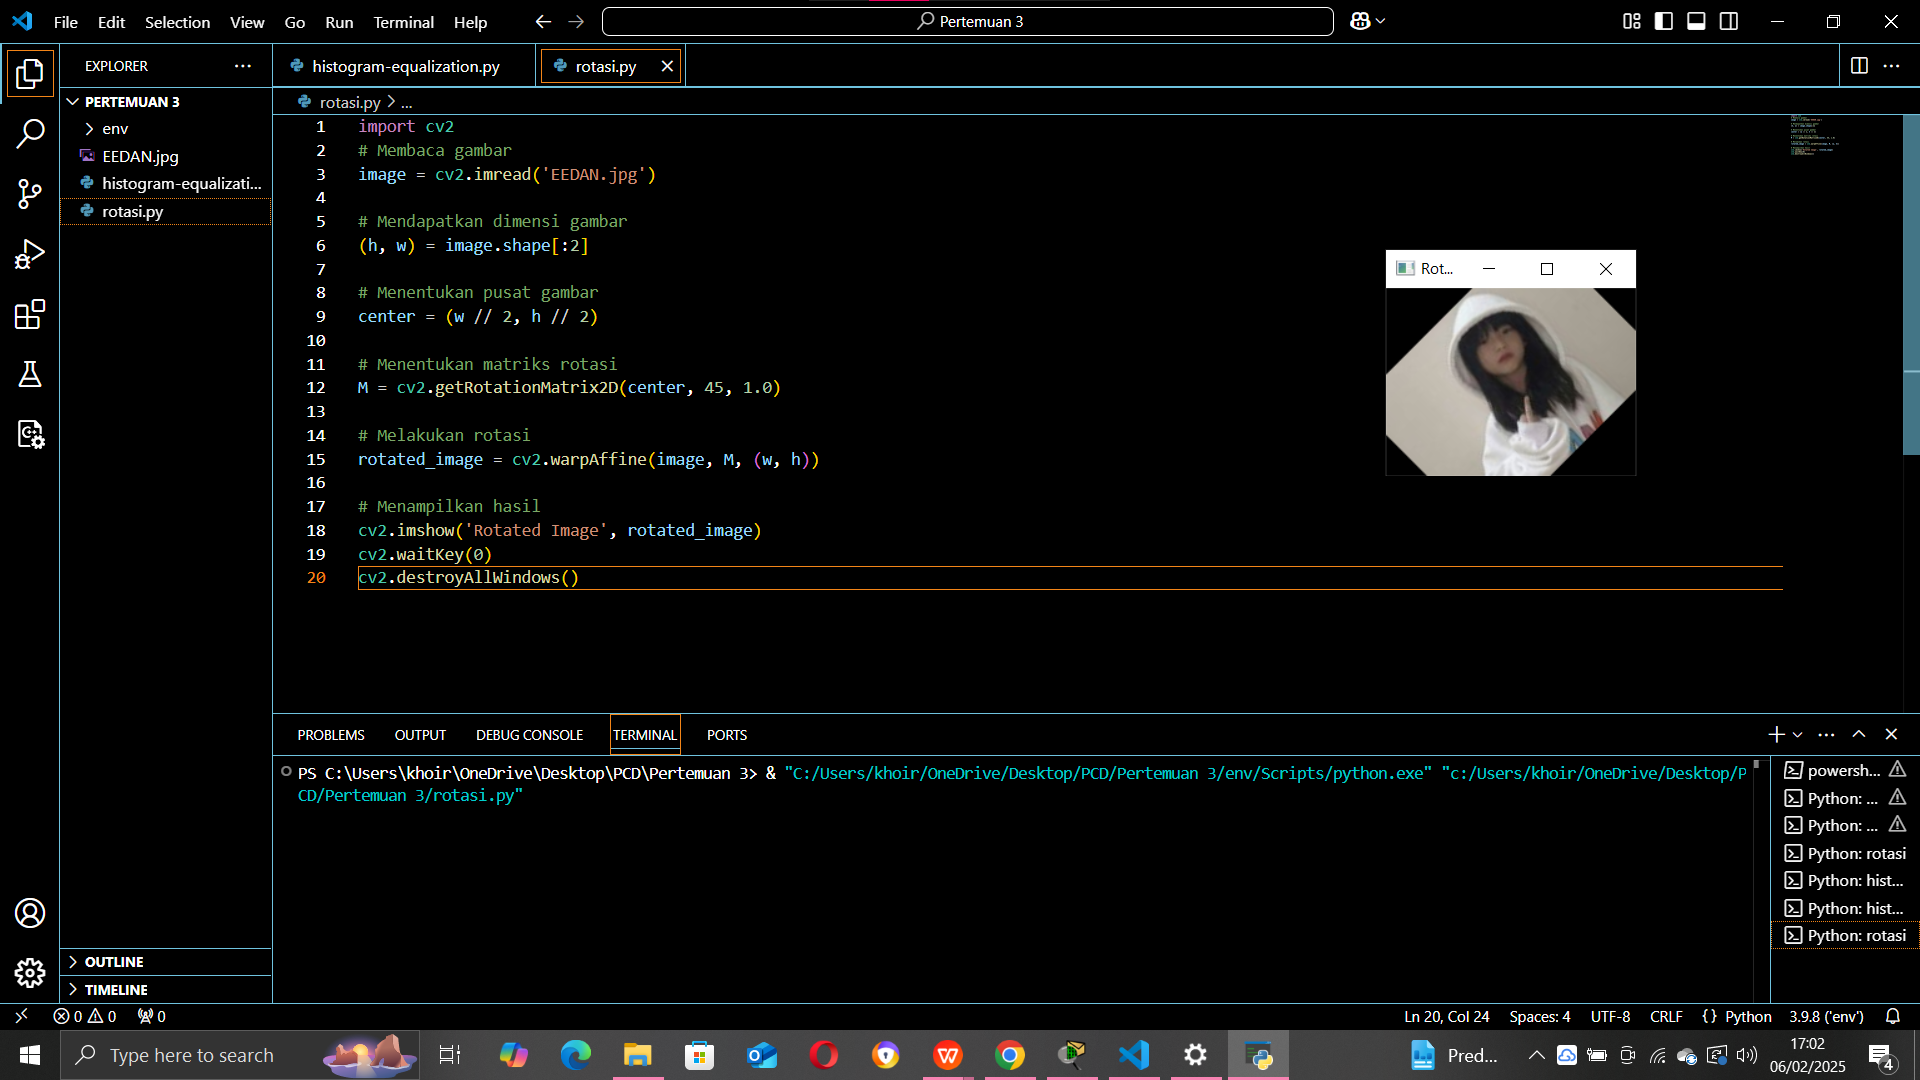 File Edit Selection View Go Run Terminal Help
Pertemuan 3
EXPLORER
PERTEMUAN 3
env
EEDAN.jpg
histogram-equalizati...
rotasi.py
OUTLINE
TIMELINE
histogram-equalization.py
rotasi.py
rotasi.py > ...
1 import cv2
2 # Membaca gambar
3 image = cv2.imread('EEDAN.jpg')
4
5 # Mendapatkan dimensi gambar
6 (h, w) = image.shape[:2]
7
8 # Menentukan pusat gambar
9 center = (w // 2, h // 2)
10
11 # Menentukan matriks rotasi
12 M = cv2.getRotationMatrix2D(center, 45, 1.0)
13
14 # Melakukan rotasi
15 rotated_image = cv2.warpAffine(image, M, (w, h))
16
17 # Menampilkan hasil
18 cv2.imshow('Rotated Image', rotated_image)
19 cv2.waitKey(0)
20 cv2.destroyAllWindows()
Rot...
PROBLEMS OUTPUT DEBUG CONSOLE TERMINAL PORTS
PS C:\Users\khoir\OneDrive\Desktop\PCD\Pertemuan 3> & "C:/Users/khoir/OneDrive/Desktop/PCD/Pertemuan 3/env/Scripts/python.exe" "c:/Users/khoir/OneDrive/Desktop/P
CD/Pertemuan 3/rotasi.py"
powersh...
Python: ...
Python: ...
Python: rotasi
Python: hist...
Python: hist...
Python: rotasi
0 0 0
Ln 20, Col 24 Spaces: 4 UTF-8 CRLF {} Python 3.9.8 ('env')
Type here to search
Pred...
17:02
06/02/2025
4